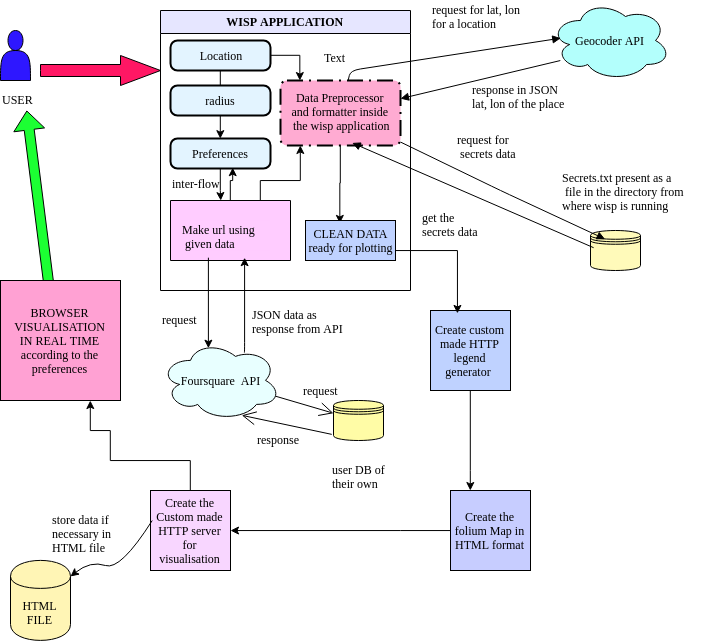 WISP APPLICATION
request for lat, lon
for a location
Geocoder API
Location
Text
USER
radius
Data Preprocessor
and formatter inside
the wisp application
response in JSON
lat, lon of the place
Preferences
request for
secrets data
inter-flow
Secrets.txt present as a
file in the directory from
where wisp is running
Make url using
given data
CLEAN DATA
ready for plotting
get the
secrets data
BROWSER
VISUALISATION
IN REAL TIME
according to the
preferences
request
JSON data as
response from API
Create custom
made HTTP
legend
generator
Foursquare API
request
response
user DB of
their own
Create the
Custom made
HTTP server
for
visualisation
Create the
folium Map in
HTML format
store data if
necessary in
HTML file
HTML
FILE